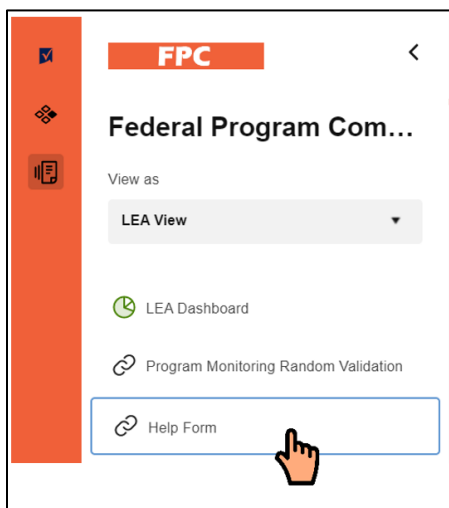 FPC
Federal Program Com...
View as
LEA View
LEA Dashboard
Program Monitoring Random Validation
Help Form